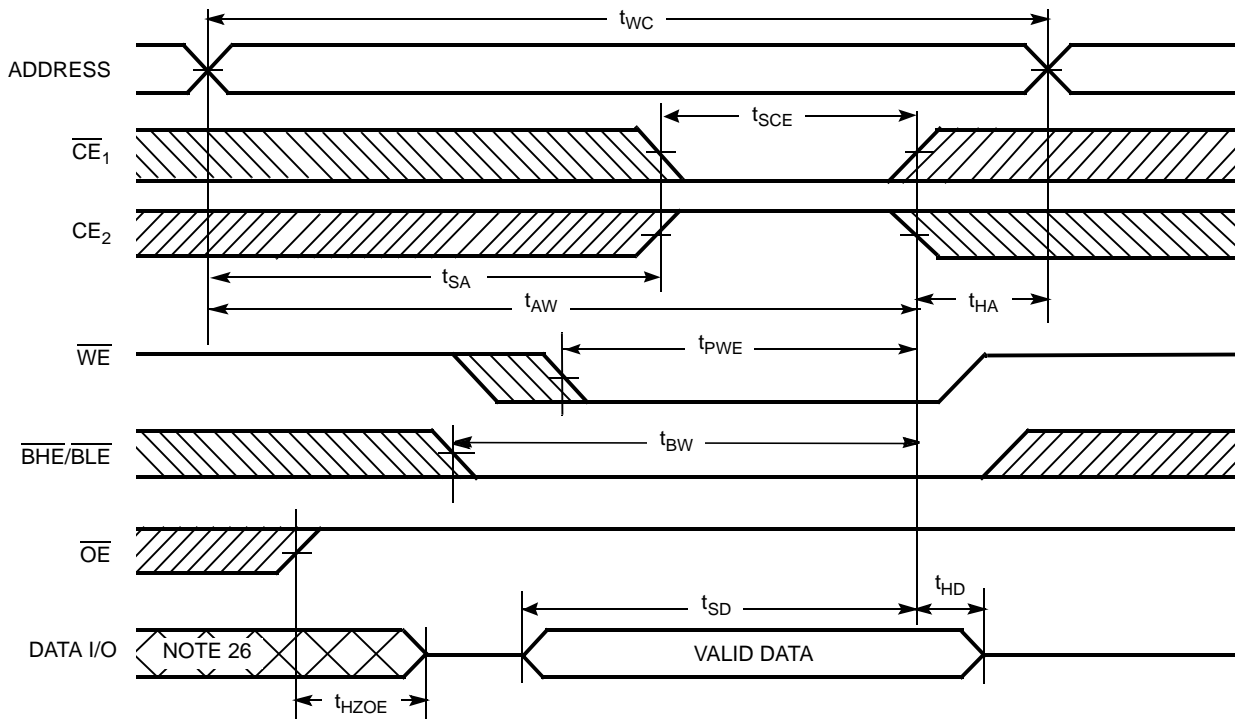 tWC
ADDRESS
tSCE
CE1
CE2
tSA
tAW
tHA
WE
tPWE
BHE/BLE
tBW
OE
tHD
tSD
DATA I/O
NOTE 26
VALID DATA
tHZOE